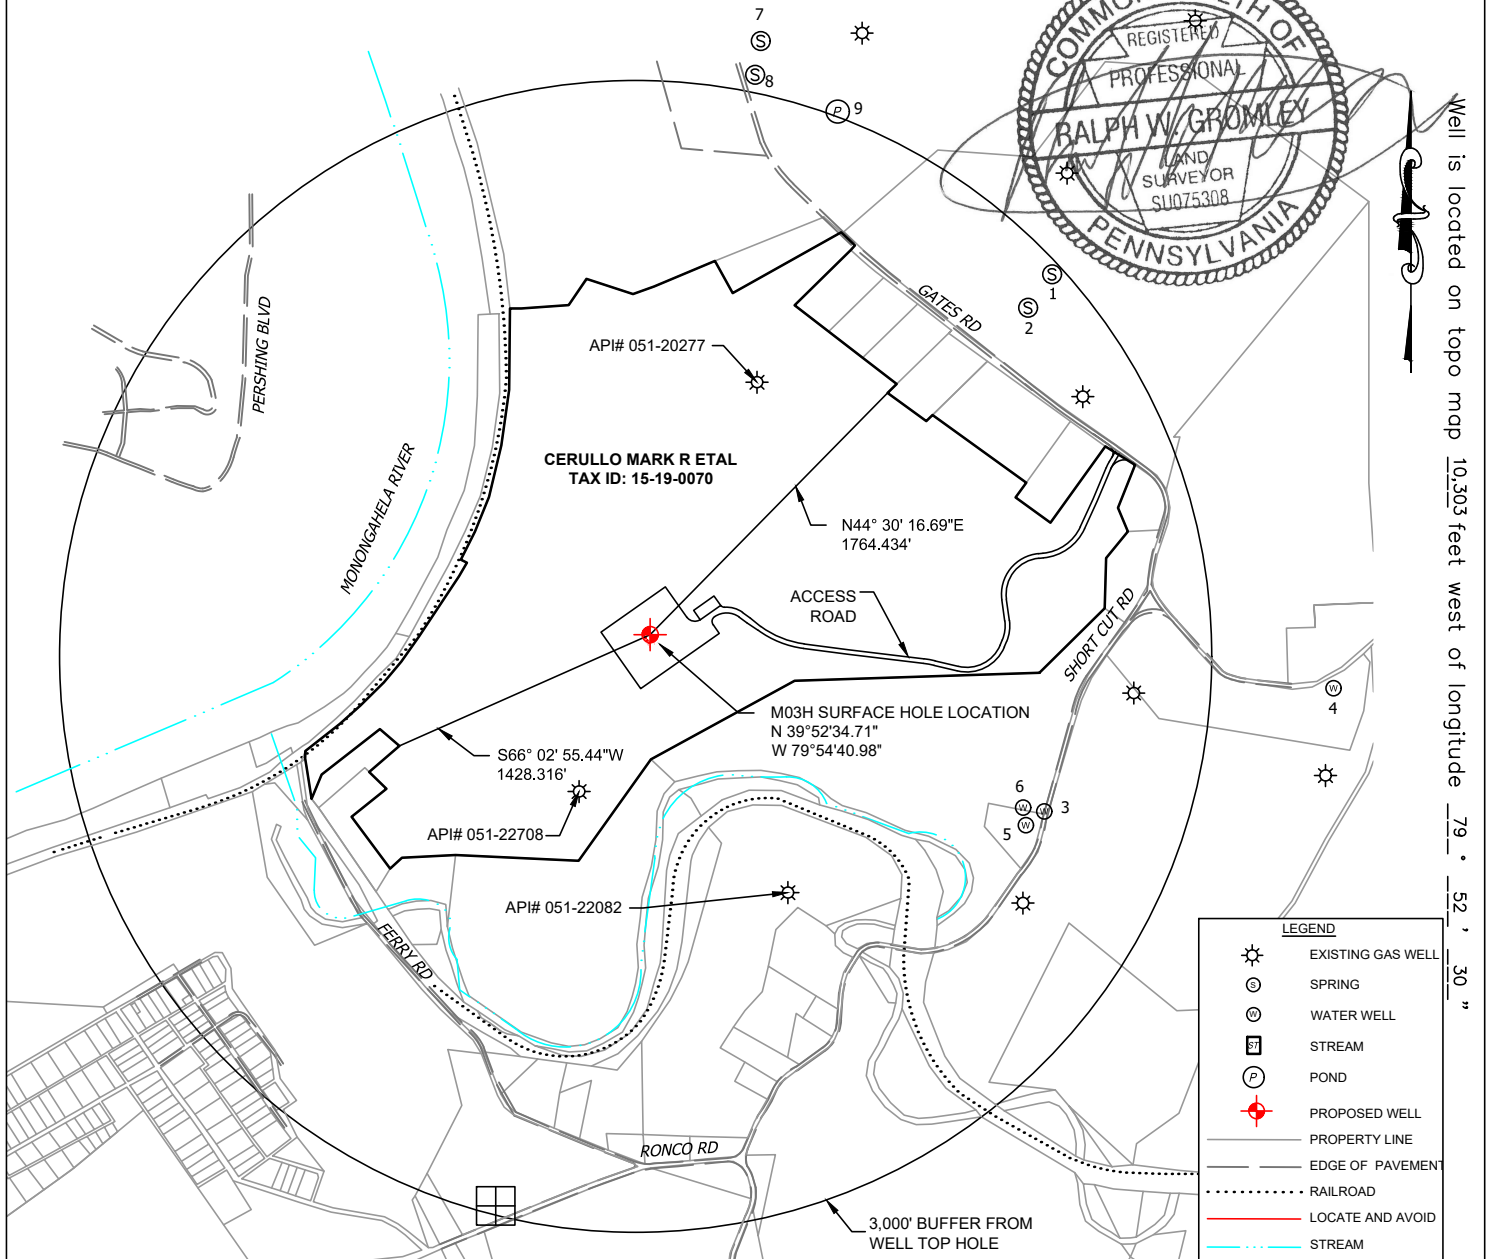 7
S
S 8
P 9
COMMONWEALTH OF
REGISTERED
PROFESSIONAL
RALPH W. GROMLEY
LAND
SURVEYOR
SU075308
PENNSYLVANIA
Well is located on topo map 10,303 feet west of longitude 79 ° 52 ' 30 "
S
1
S
2
GATES RD
PERSHING BLVD
MONONGAHELA RIVER
API# 051-20277
CERULLO MARK R ETAL
TAX ID: 15-19-0070
N44° 30' 16.69"E
1764.434'
ACCESS
ROAD
SHORT CUT RD
W
4
M03H SURFACE HOLE LOCATION
N 39°52'34.71"
W 79°54'40.98"
S66° 02' 55.44"W
1428.316'
API# 051-22708
6
W
W 3
5 W
API# 051-22082
FERRY RD
RONCO RD
3,000' BUFFER FROM
WELL TOP HOLE
LEGEND
EXISTING GAS WELL
S SPRING
W WATER WELL
ST STREAM
P POND
PROPOSED WELL
PROPERTY LINE
EDGE OF PAVEMENT
RAILROAD
LOCATE AND AVOID
STREAM